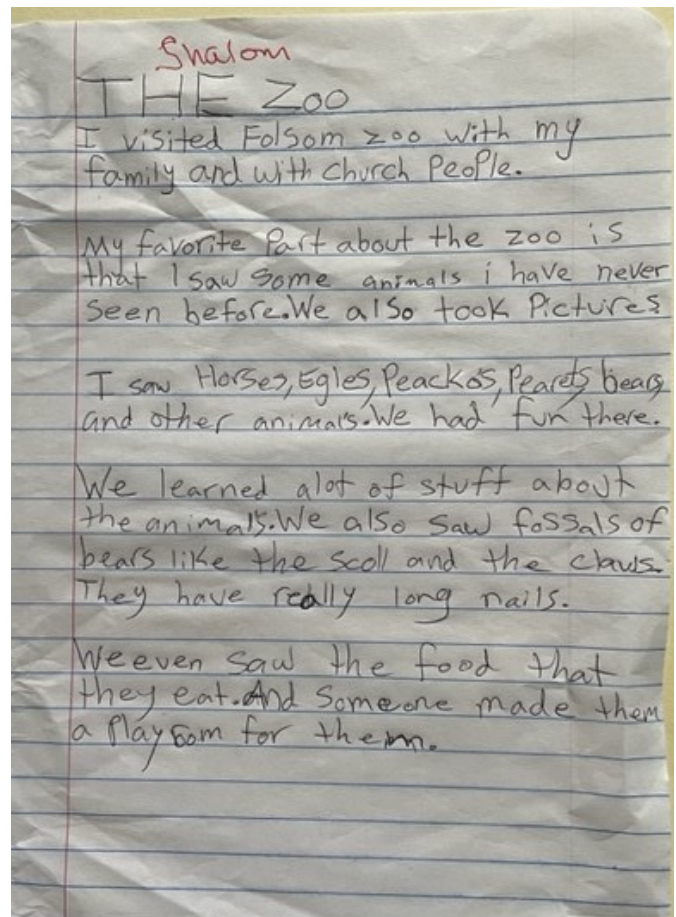 Shalom
THE Zoo
I visited Folsom zoo with my
family and with church People.
My favorite Part about the zoo is
that I saw some animals i have never
seen before.We also took Pictures
I saw Horses, Egles, Peackos, Pearets, bears,
and other animals.We had fun there.
We learned alot of stuff about
the animals.We also saw fossals of
bears like the scoll and the claws.
They have really long nails.
We even saw the food that
they eat.And Someone made them
a Playroom for them.